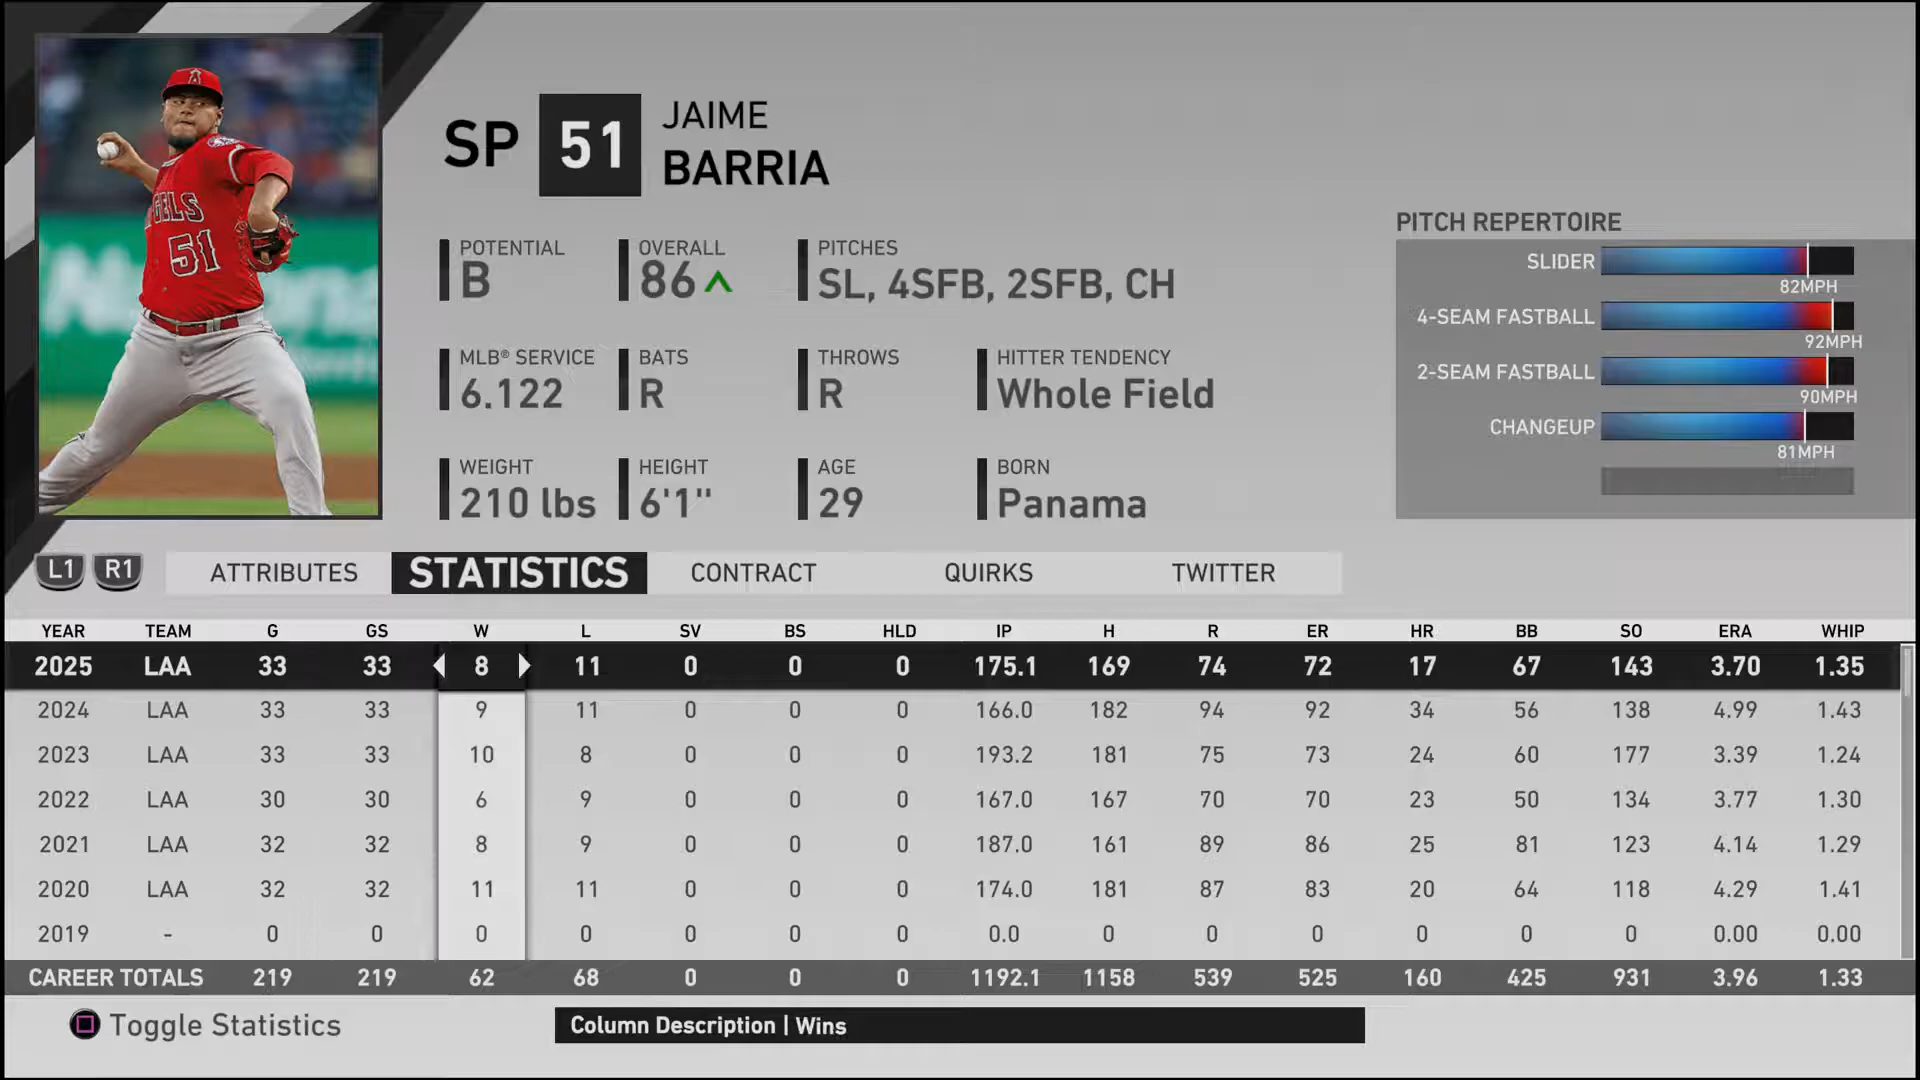 SP 51 JAIME
BARRIA
POTENTIAL OVERALL PITCHES
B 86 SL, 4SFB, 2SFB, CH
MLB® SERVICE BATS THROWS HITTER TENDENCY
6.122 R R Whole Field
WEIGHT HEIGHT AGE BORN
210 lbs 6'1" 29 Panama
PITCH REPERTOIRE
SLIDER
82MPH
4-SEAM FASTBALL
92MPH
2-SEAM FASTBALL
90MPH
CHANGEUP
81MPH
L1 R1 ATTRIBUTES STATISTICS CONTRACT QUIRKS TWITTER
YEAR TEAM G GS W L SV BS HLD IP H R ER HR BB SO ERA WHIP
2025 LAA 33 33 8 11 0 0 0 175.1 169 74 72 17 67 143 3.70 1.35
2024 LAA 33 33 9 11 0 0 0 166.0 182 94 92 34 56 138 4.99 1.43
2023 LAA 33 33 10 8 0 0 0 193.2 181 75 73 24 60 177 3.39 1.24
2022 LAA 30 30 6 9 0 0 0 167.0 167 70 70 23 50 134 3.77 1.30
2021 LAA 32 32 8 9 0 0 0 187.0 161 89 86 25 81 123 4.14 1.29
2020 LAA 32 32 11 11 0 0 0 174.0 181 87 83 20 64 118 4.29 1.41
2019 - 0 0 0 0 0 0 0 0.0 0 0 0 0 0 0 0.00 0.00
CAREER TOTALS 219 219 62 68 0 0 0 1192.1 1158 539 525 160 425 931 3.96 1.33
Toggle Statistics
Column Description | Wins
51